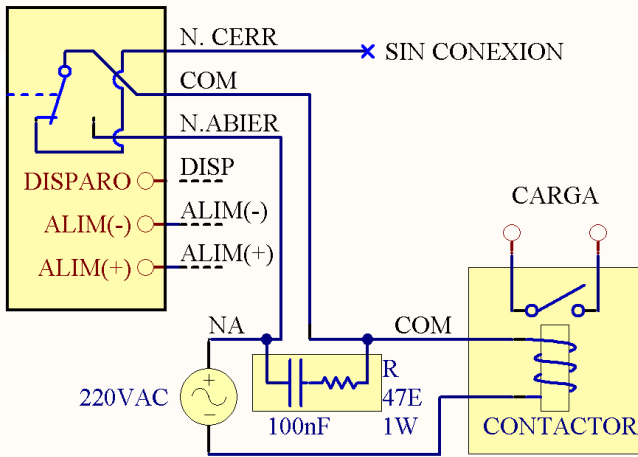 N. CERR
SIN CONEXION
COM
N.ABIER
DISPARO
DISP
ALIM(-)
ALIM(-)
ALIM(+)
ALIM(+)
CARGA
NA
COM
220VAC
R
47E
1W
100nF
CONTACTOR